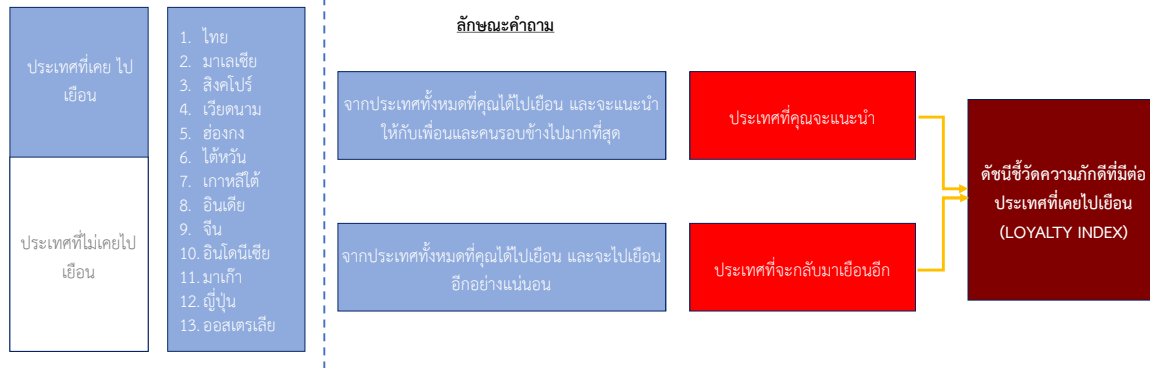 ประเทศที่เคย ไป
เยือน
ประเทศที่ไม่เคยไป
เยือน
1. ไทย
2. มาเลเซีย
3. สิงคโปร์
4. เวียดนาม
5. ฮ่องกง
6. ไต้หวัน
7. เกาหลีใต้
8. อินเดีย
9. จีน
10. อินโดนีเซีย
11. มาเก๊า
12. ญี่ปุ่น
13. ออสเตรเลีย
ลักษณะคำถาม
จากประเทศทั้งหมดที่คุณได้ไปเยือน และจะแนะนำ
ให้กับเพื่อนและคนรอบข้างไปมากที่สุด
ประเทศที่คุณจะแนะนำ
จากประเทศทั้งหมดที่คุณได้ไปเยือน และจะไปเยือน
อีกอย่างแน่นอน
ประเทศที่จะกลับมาเยือนอีก
ดัชนีชี้วัดความภักดีที่มีต่อ
ประเทศที่เคยไปเยือน
(LOYALTY INDEX)